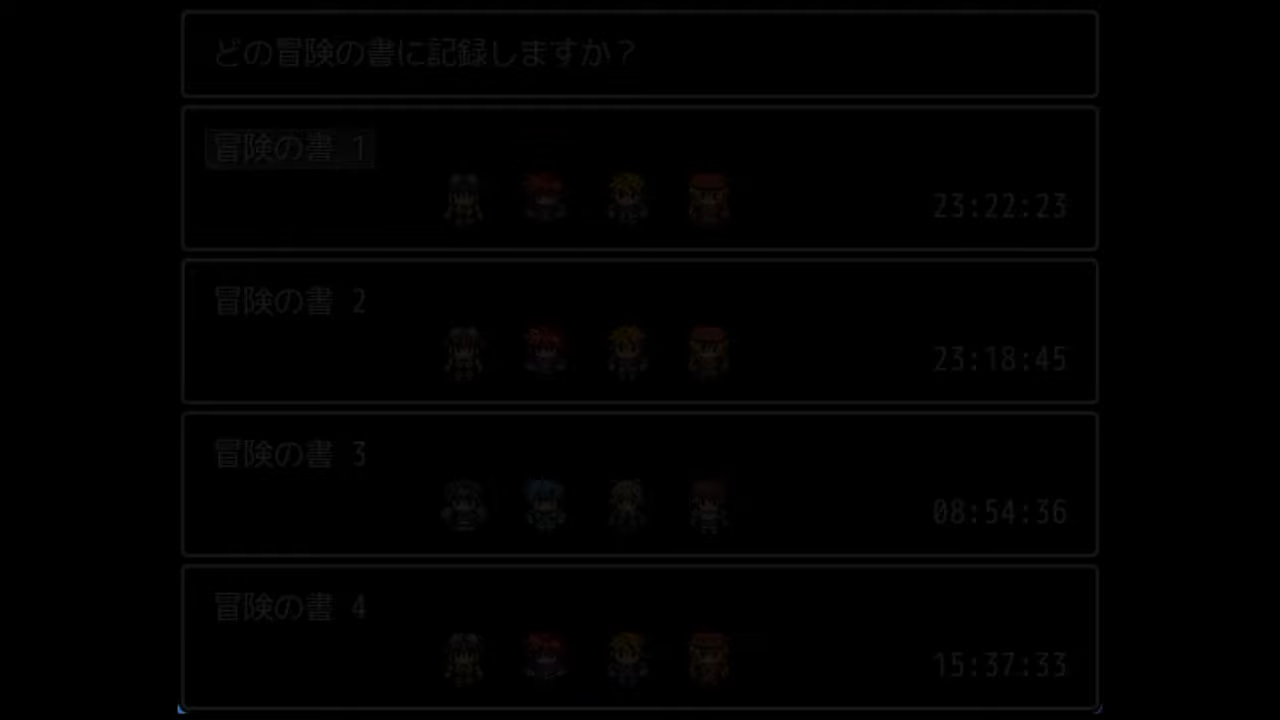 どの冒険の書に記録しますか？
冒険の書 1
23:22:23
冒険の書 2
23:18:45
冒険の書 3
08:54:36
冒険の書 4
15:37:33